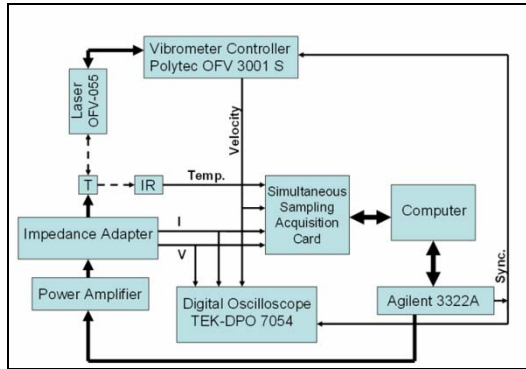 Vibrometer Controller
Polytec OFV 3001 S
Laser
OFV-055
Velocity
T
IR
Temp.
Simultaneous
Sampling
Acquisition
Card
Computer
Impedance Adapter
I
V
Sync.
Power Amplifier
Digital Oscilloscope
TEK-DPO 7054
Agilent 3322A